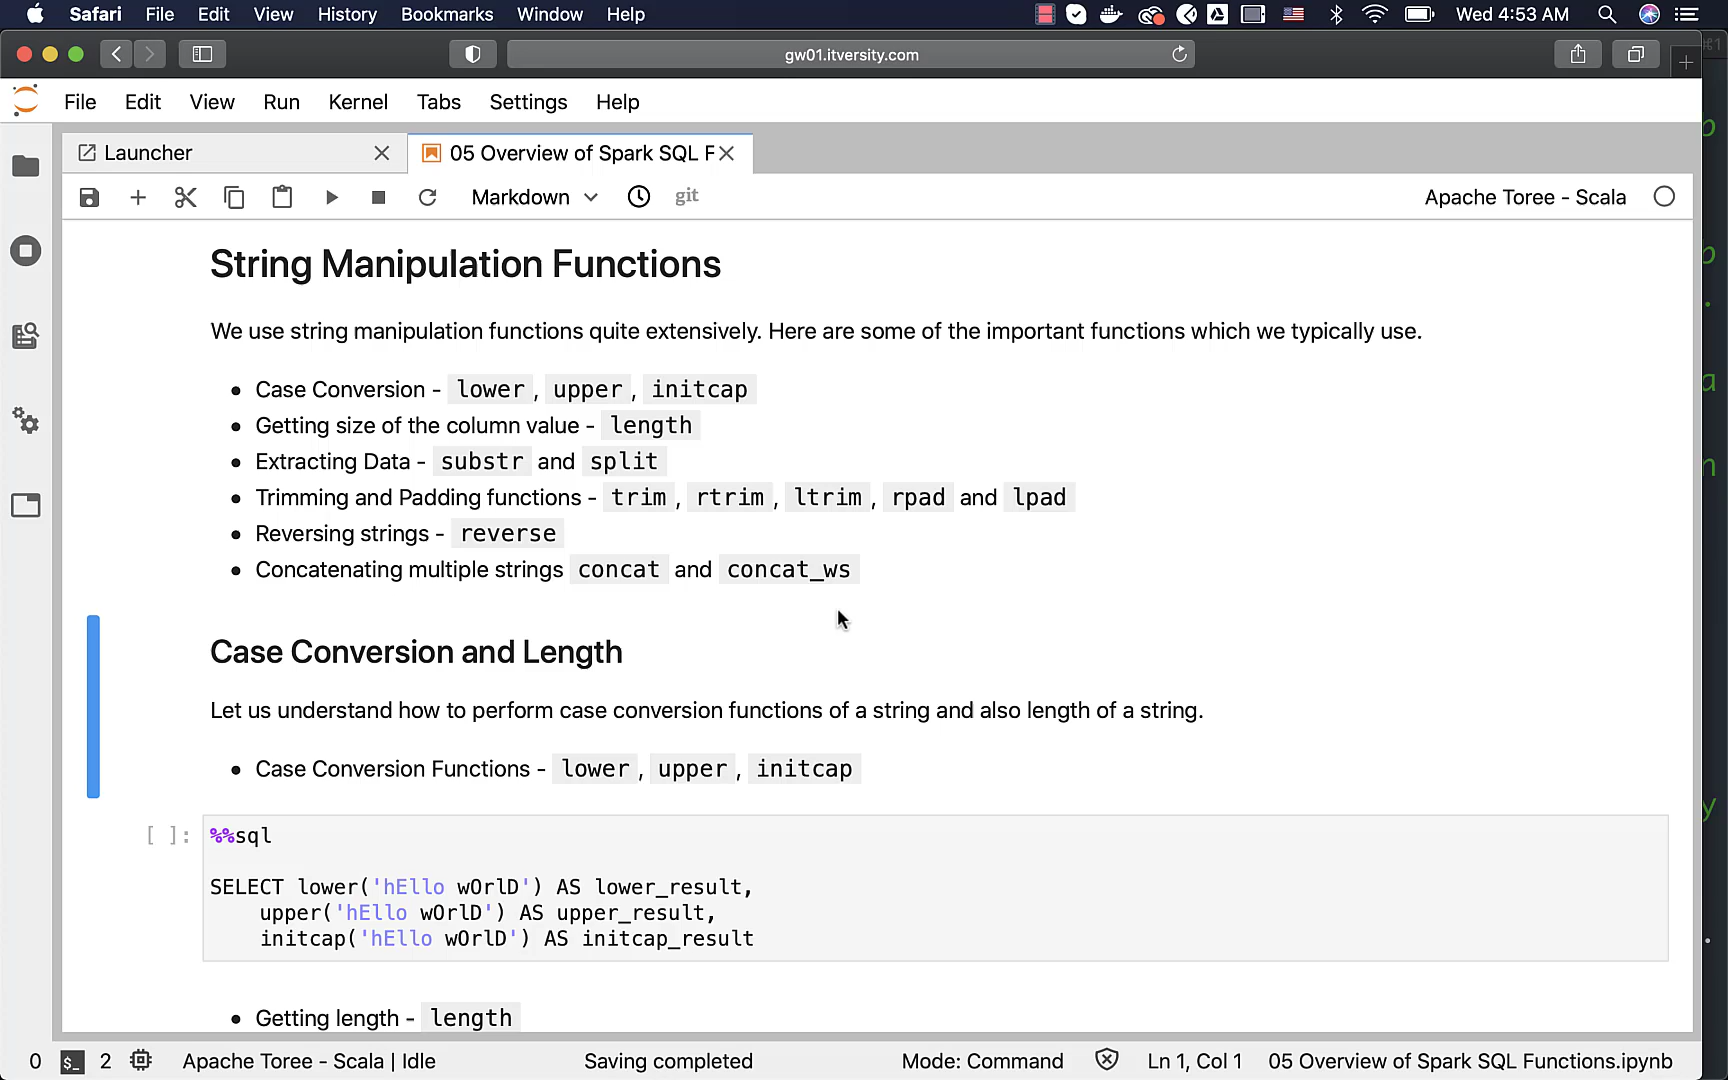 Safari File Edit View History Bookmarks Window Help Wed 4:53 AM
gw01.itversity.com
File Edit View Run Kernel Tabs Settings Help
Launcher
05 Overview of Spark SQL F
Markdown git Apache Toree - Scala
String Manipulation Functions
We use string manipulation functions quite extensively. Here are some of the important functions which we typically use.
• Case Conversion - lower, upper, initcap
• Getting size of the column value - length
• Extracting Data - substr and split
• Trimming and Padding functions - trim, rtrim, ltrim, rpad and lpad
• Reversing strings - reverse
• Concatenating multiple strings concat and concat_ws
Case Conversion and Length
Let us understand how to perform case conversion functions of a string and also length of a string.
• Case Conversion Functions - lower, upper, initcap
[ ]: %%sql
SELECT lower('hEllo wOrlD') AS lower_result,
upper('hEllo wOrlD') AS upper_result,
initcap('hEllo wOrlD') AS initcap_result
• Getting length - length
0 $_ 2 Apache Toree - Scala | Idle Saving completed Mode: Command Ln 1, Col 1 05 Overview of Spark SQL Functions.ipynb